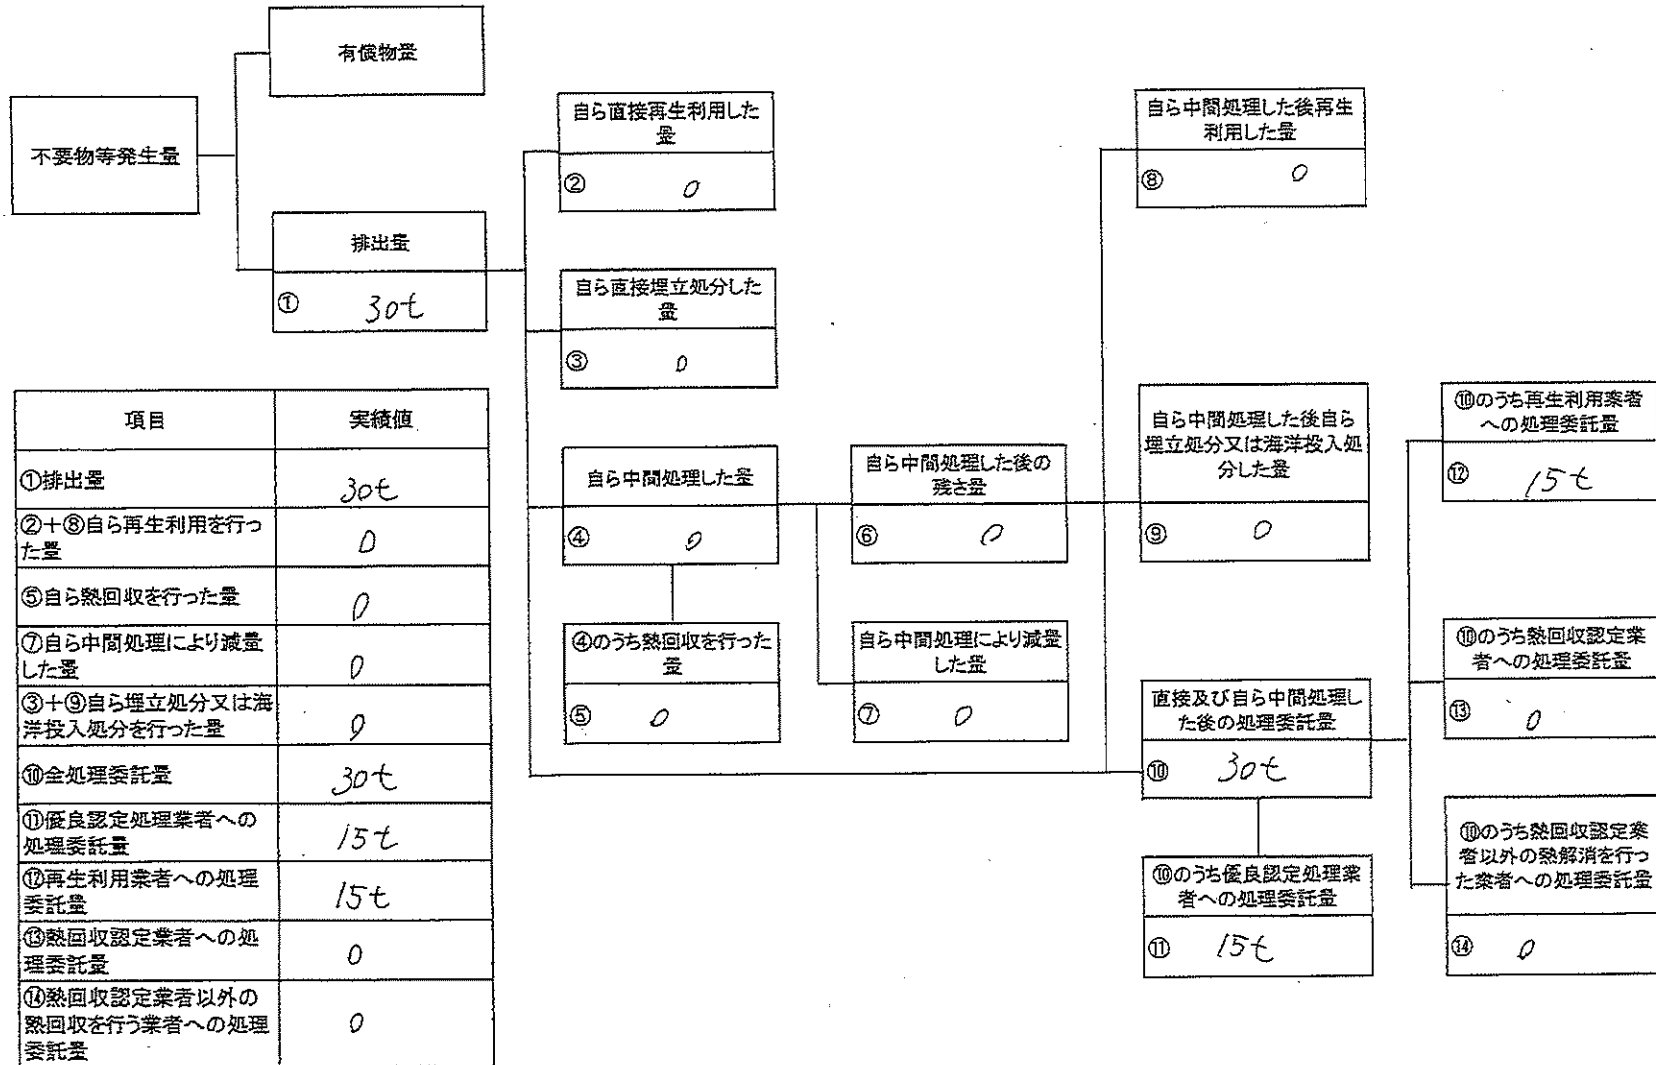 有償物量
不要物等発生量
排出量
① 30t
自ら直接再生利用した
量
② 0
自ら直接埋立処分した
量
③ 0
自ら中間処理した量
④ 0
④のうち熱回収を行った
量
⑤ 0
自ら中間処理した後の
残さ量
⑥ 0
自ら中間処理により減量
した量
⑦ 0
自ら中間処理した後再生
利用した量
⑧ 0
自ら中間処理した後自ら
埋立処分又は海洋投入処
分した量
⑨ 0
直接及び自ら中間処理し
た後の処理委託量
⑩ 30t
⑩のうち優良認定処理業
者への処理委託量
⑪ 15t
⑩のうち再生利用業者
への処理委託量
⑫ 15t
⑩のうち熱回収認定業
者への処理委託量
⑬ 0
⑩のうち熱回収認定業
者以外の熱解消を行っ
た業者への処理委託量
⑭ 0
項目 実績値
①排出量 30t
②+⑧自ら再生利用を行っ
た量 0
⑤自ら熱回収を行った量 0
⑦自ら中間処理により減量
した量 0
③+⑨自ら埋立処分又は海
洋投入処分を行った量 0
⑩全処理委託量 30t
⑪優良認定処理業者への
処理委託量 15t
⑫再生利用業者への処理
委託量 15t
⑬熱回収認定業者への処
理委託量 0
⑭熱回収認定業者以外の
熱回収を行う業者への処理
委託量 0